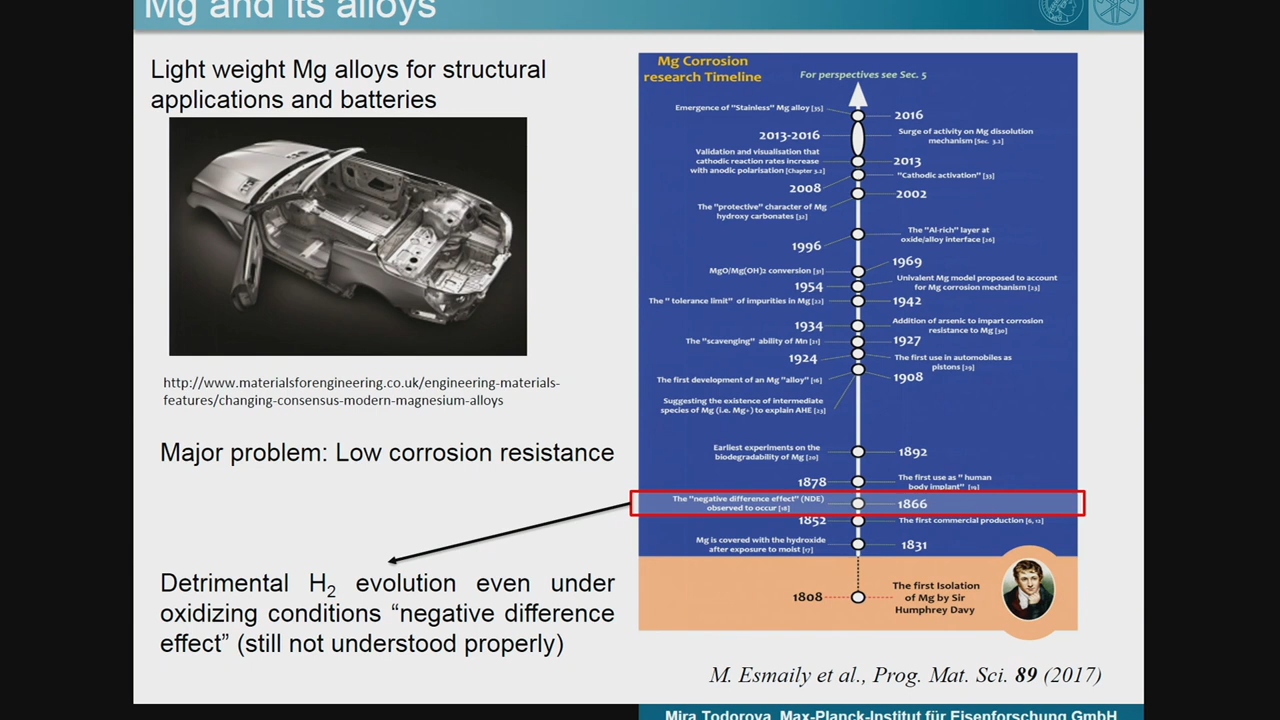 Mg and its alloys
Light weight Mg alloys for structural
applications and batteries
http://www.materialsforengineering.co.uk/engineering-materials-
features/changing-consensus-modern-magnesium-alloys
Major problem: Low corrosion resistance
Detrimental H2 evolution even under
oxidizing conditions “negative difference
effect” (still not understood properly)
Mg Corrosion
research Timeline
For perspectives see Sec. 5
Emergence of "Stainless" Mg alloy [35]
2016
2013-2016
Surge of activity on Mg dissolution
mechanism [Sec. 3.2]
Validation and visualisation that
cathodic reaction rates increase
with anodic polarisation [Chapter 3.2]
2013
"Cathodic activation" [33]
2008
2002
The "protective" character of Mg
hydroxy carbonates [32]
The "Al-rich" layer at
oxide/alloy interface [26]
1996
1969
MgO/Mg(OH)2 conversion [31]
Univalent Mg model proposed to account
for Mg corrosion mechanism [23]
1954
The " tolerance limit" of impurities in Mg [22]
1942
1934
Addition of arsenic to impart corrosion
resistance to Mg [30]
The "scavenging" ability of Mn [21]
1927
1924
The first use in automobiles as
pistons [29]
The first development of an Mg "alloy" [16]
1908
Suggesting the existence of intermediate
species of Mg (i.e. Mg+) to explain AHE [23]
Earliest experiments on the
biodegradability of Mg [20]
1892
1878
The first use as " human
body implant" [19]
The "negative difference effect" (NDE)
observed to occur [18]
1866
1852
The first commercial production [6, 12]
Mg is covered with the hydroxide
after exposure to moist [17]
1831
1808
The first Isolation
of Mg by Sir
Humphrey Davy
M. Esmaily et al., Prog. Mat. Sci. 89 (2017)
Mira Todorova, Max-Planck-Institut für Eisenforschung GmbH